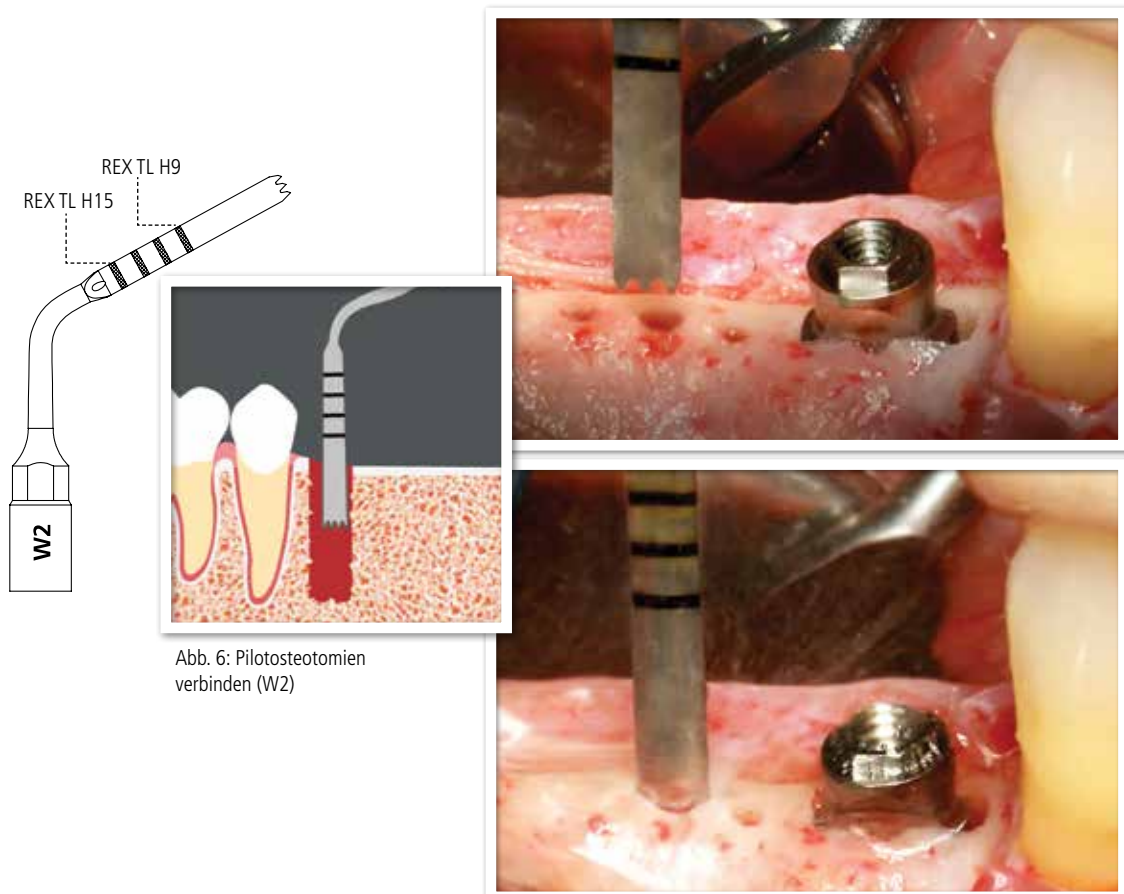 REX TL H9
REX TL H15
W2
Abb. 6: Pilotosteotomien
verbinden (W2)